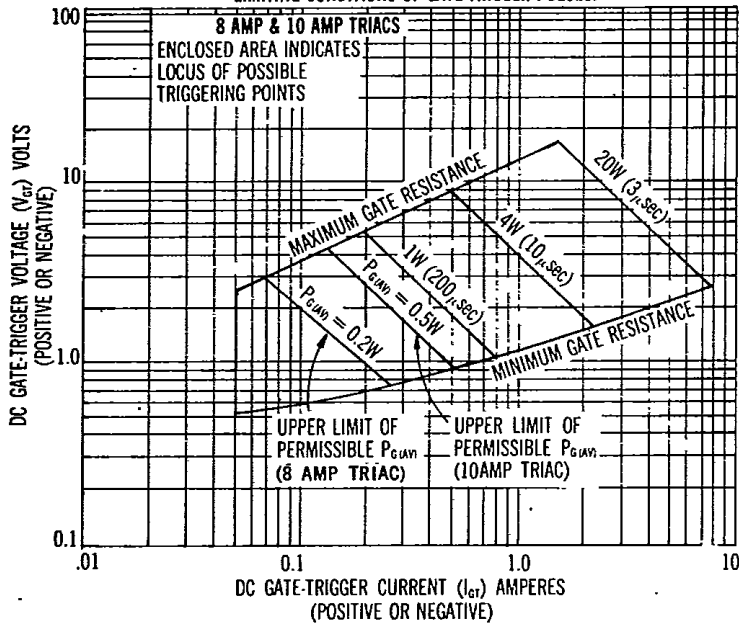 8 AMP & 10 AMP TRIACS
ENCLOSED AREA INDICATES
LOCUS OF POSSIBLE
TRIGGERING POINTS
100
10
1.0
0.1
DC GATE-TRIGGER VOLTAGE (VGT) VOLTS
(POSITIVE OR NEGATIVE)
MAXIMUM GATE RESISTANCE
20W (3μsec)
4W (10μsec)
1W (200μsec)
PG(AV) = 0.5W
PG(AV) = 0.2W
MINIMUM GATE RESISTANCE
UPPER LIMIT OF
PERMISSIBLE PG(AV)
(8 AMP TRIAC)
UPPER LIMIT OF
PERMISSIBLE PG(AV)
(10AMP TRIAC)
.01
0.1
1.0
10.0
DC GATE-TRIGGER CURRENT (IGT) AMPERES
(POSITIVE OR NEGATIVE)